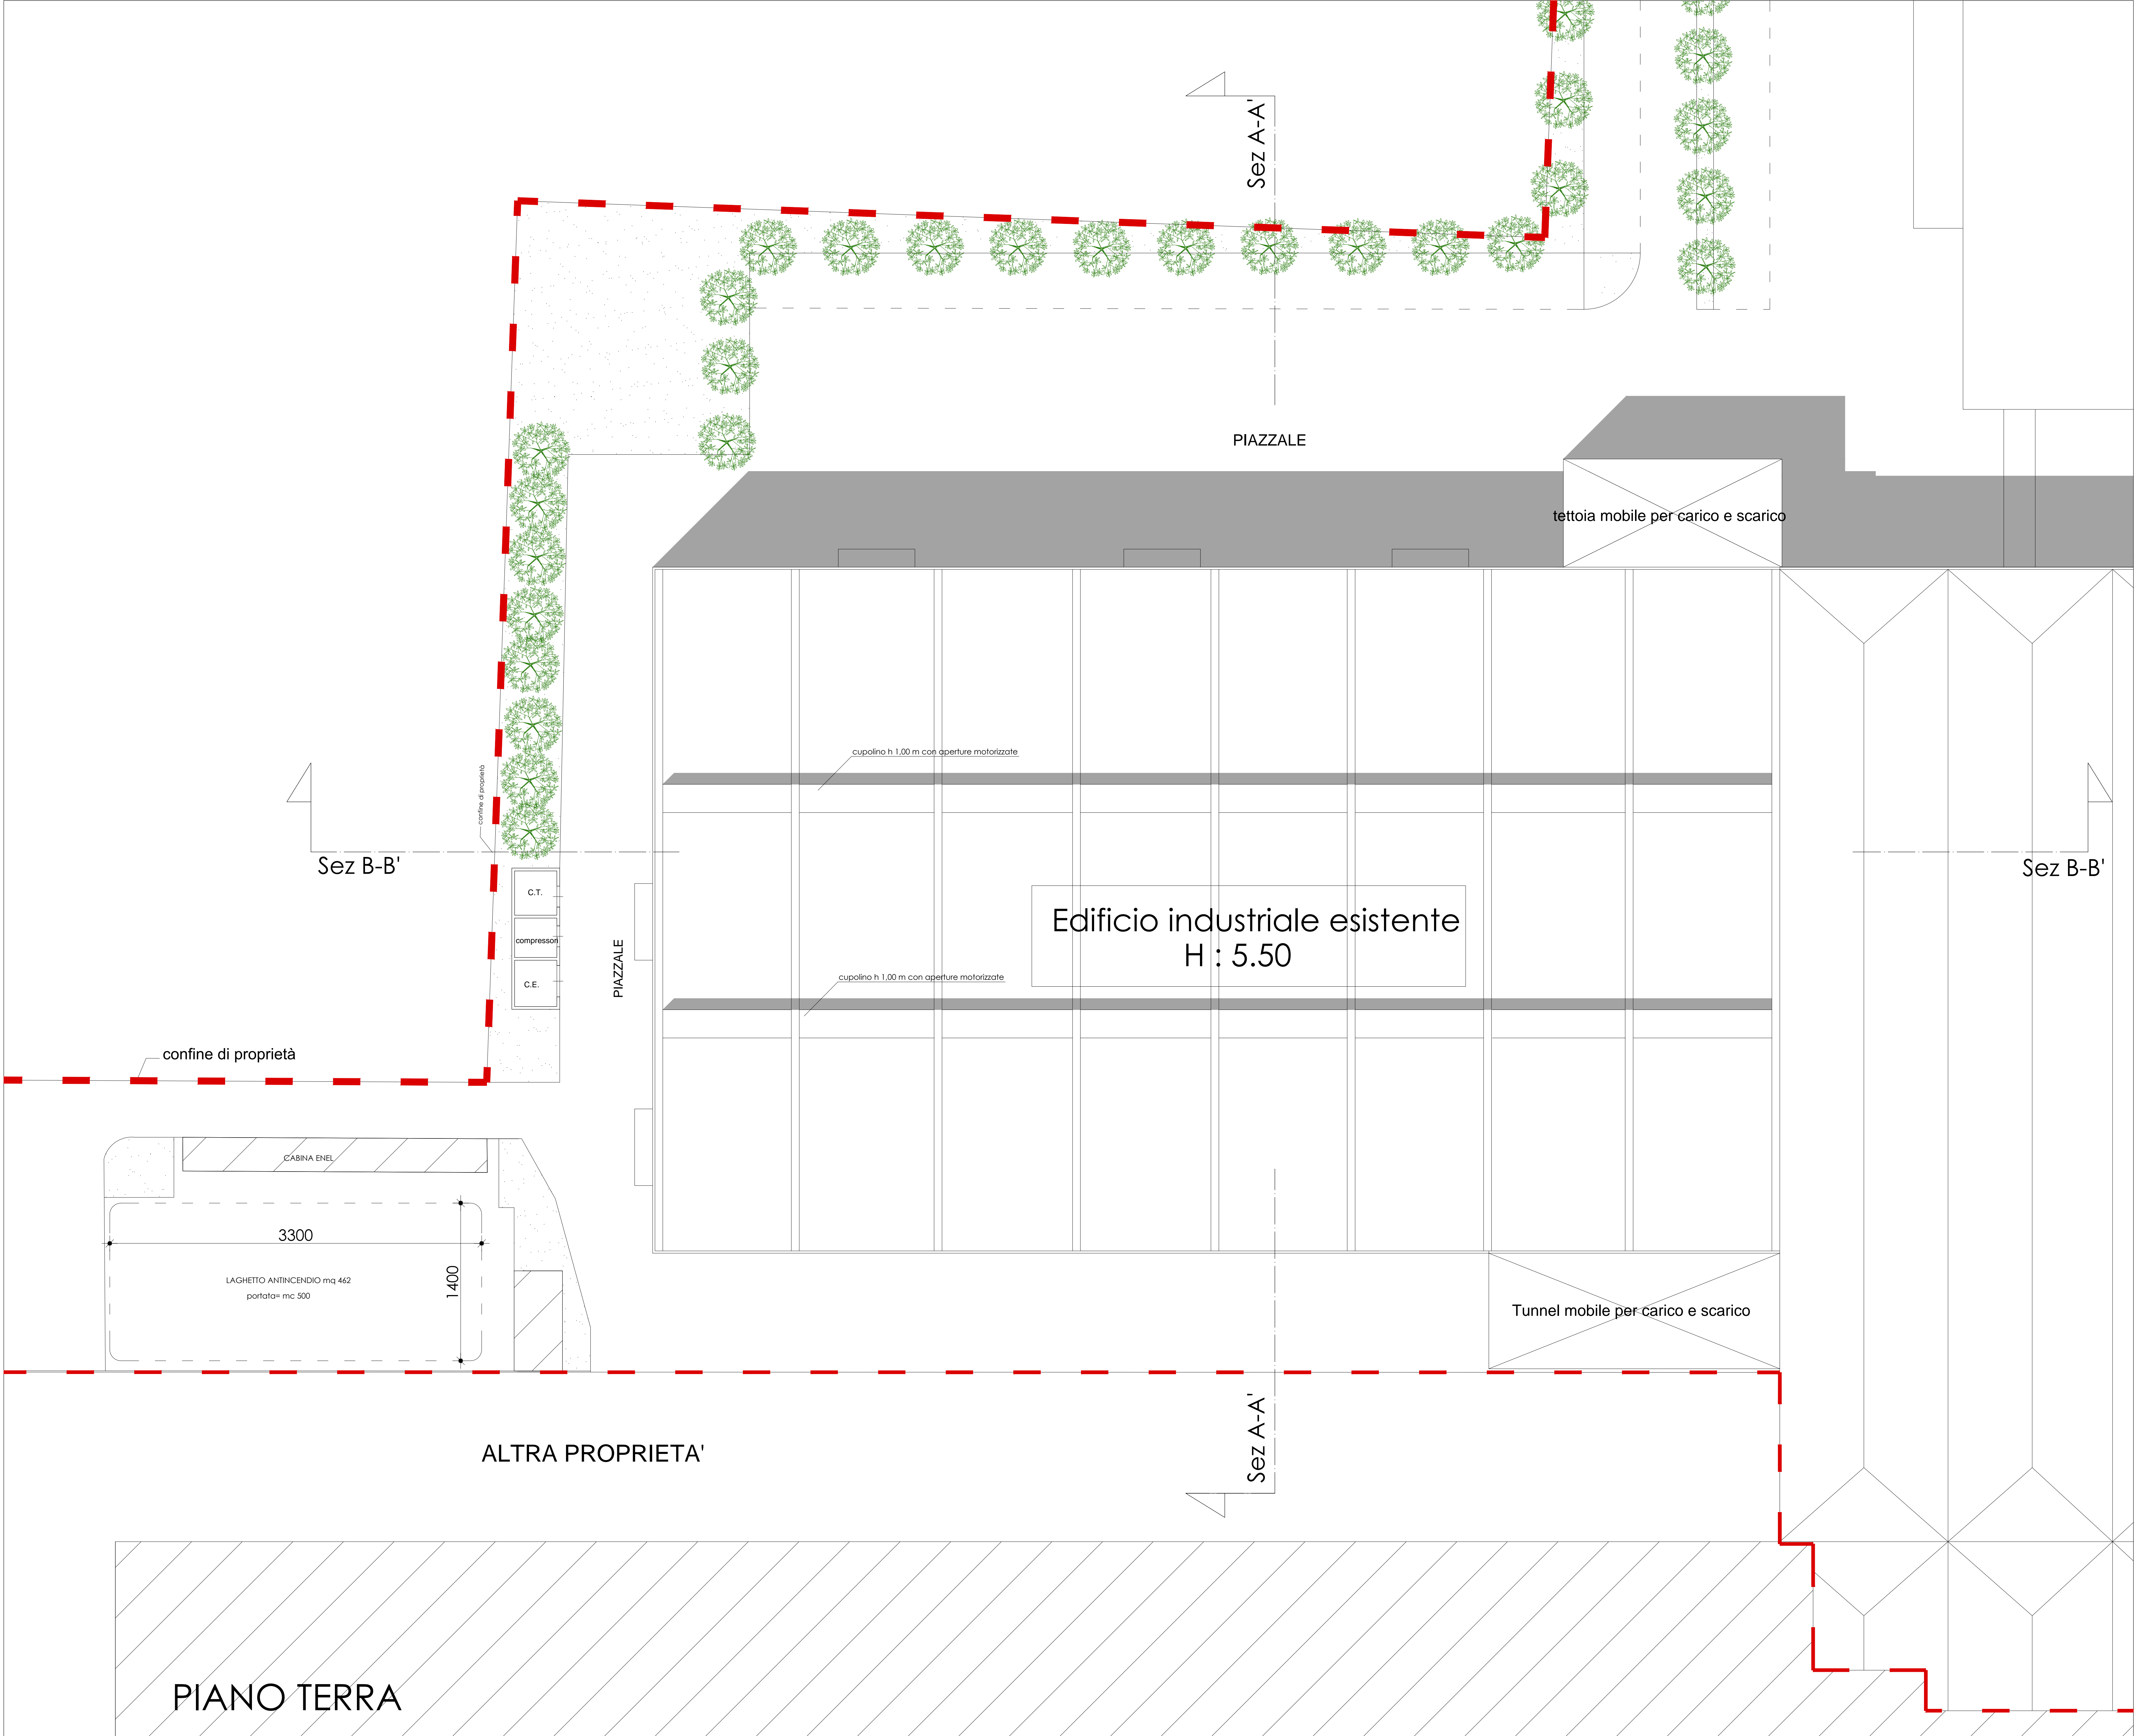 Sez A-A'
PIAZZALE
tettoia mobile per carico e scarico
cupolino h 1,00 m con aperture motorizzate
confine di proprietà
Sez B-B'
Sez B-B'
C.T.
compressori
C.E.
PIAZZALE
Edificio industriale esistente
H : 5.50
cupolino h 1,00 m con aperture motorizzate
confine di proprietà
CABINA ENEL
3300
1400
LAGHETTO ANTINCENDIO mq 462
portata= mc 500
Tunnel mobile per carico e scarico
Sez A-A'
ALTRA PROPRIETA'
PIANO TERRA